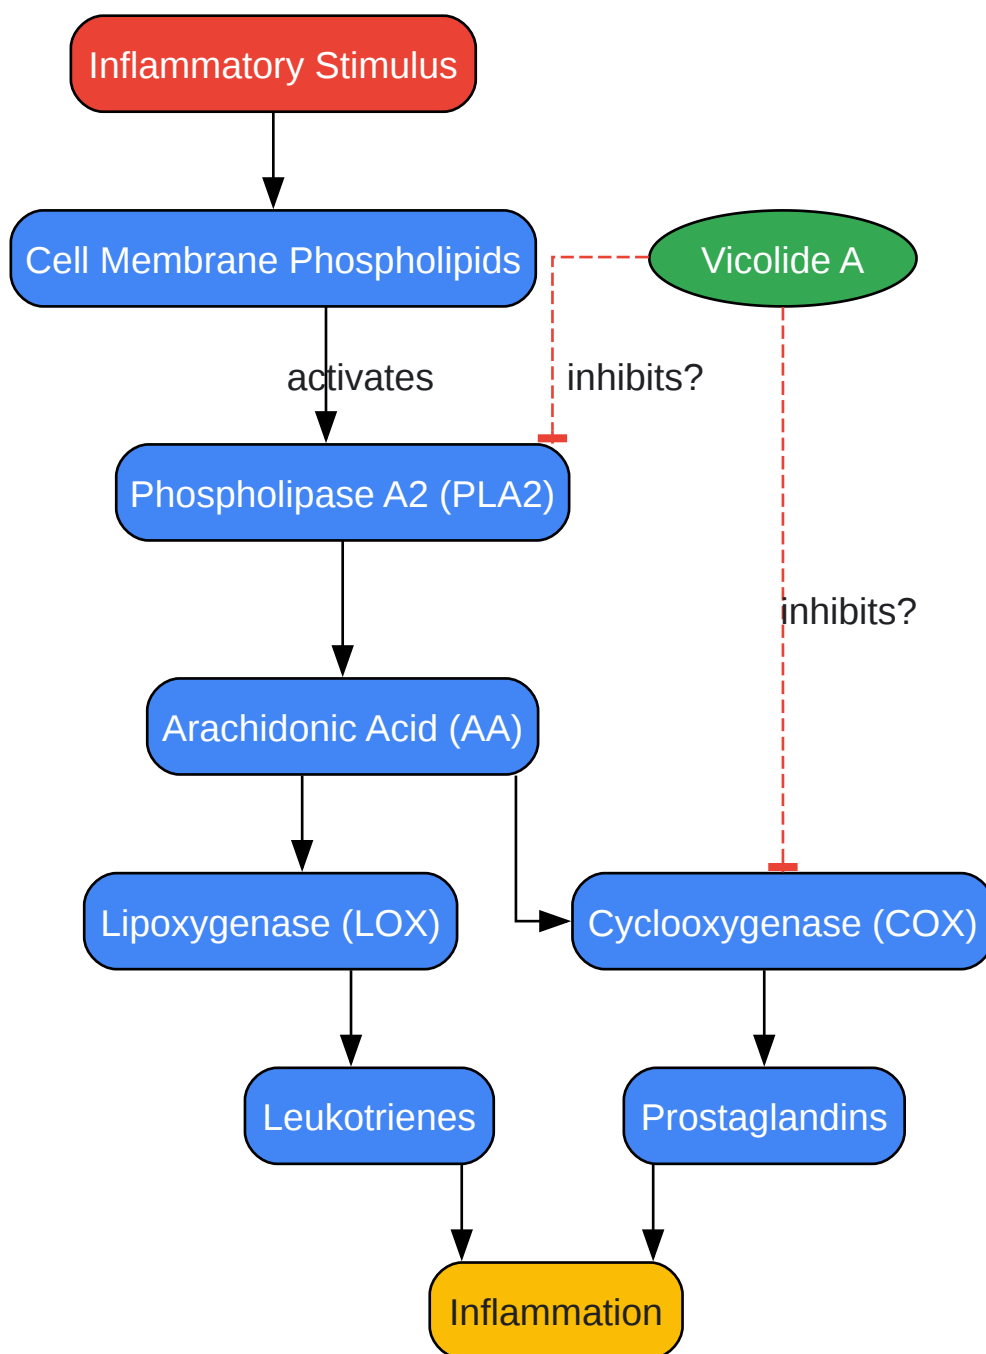 Inflammatory Stimulus
Cell Membrane Phospholipids
Vicolide A
activates
inhibits?
Phospholipase A2 (PLA2)
inhibits?
Arachidonic Acid (AA)
Lipoxygenase (LOX)
Cyclooxygenase (COX)
Leukotrienes
Prostaglandins
Inflammation